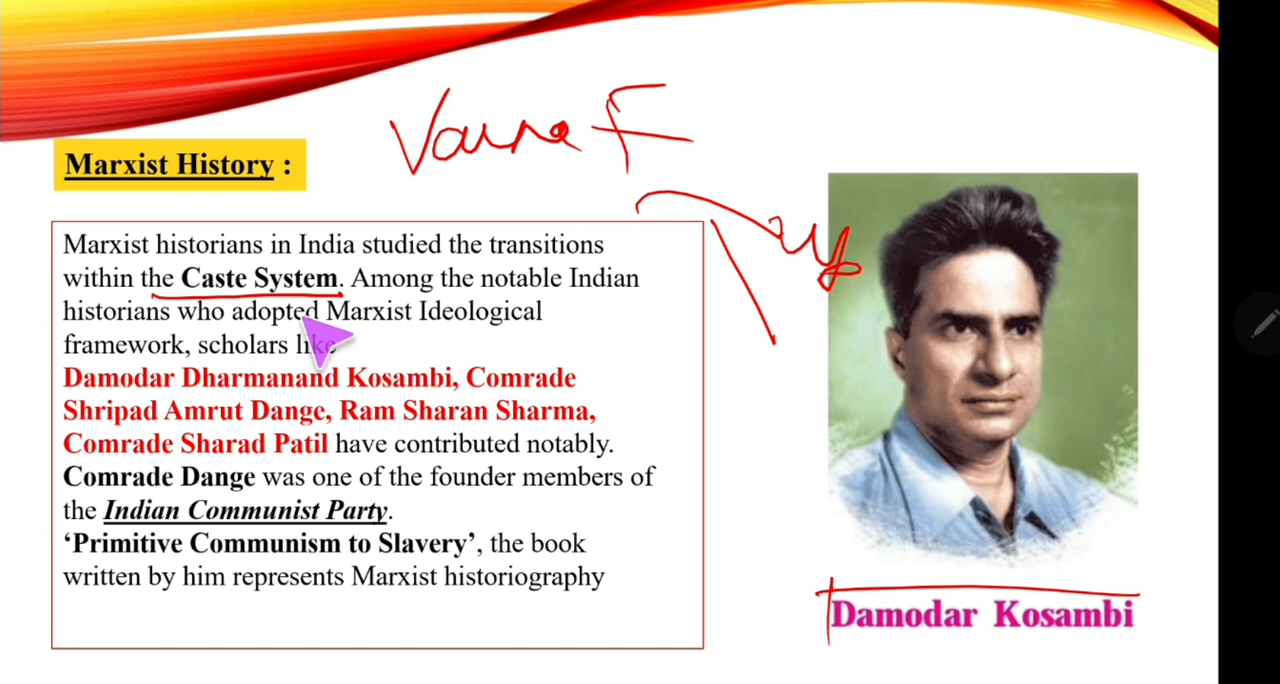 Marxist History :
Marxist historians in India studied the transitions
within the Caste System. Among the notable Indian
historians who adopted Marxist Ideological
framework, scholars like
Damodar Dharmanand Kosambi, Comrade
Shripad Amrut Dange, Ram Sharan Sharma,
Comrade Sharad Patil have contributed notably.
Comrade Dange was one of the founder members of
the Indian Communist Party.
‘Primitive Communism to Slavery’, the book
written by him represents Marxist historiography
Damodar Kosambi